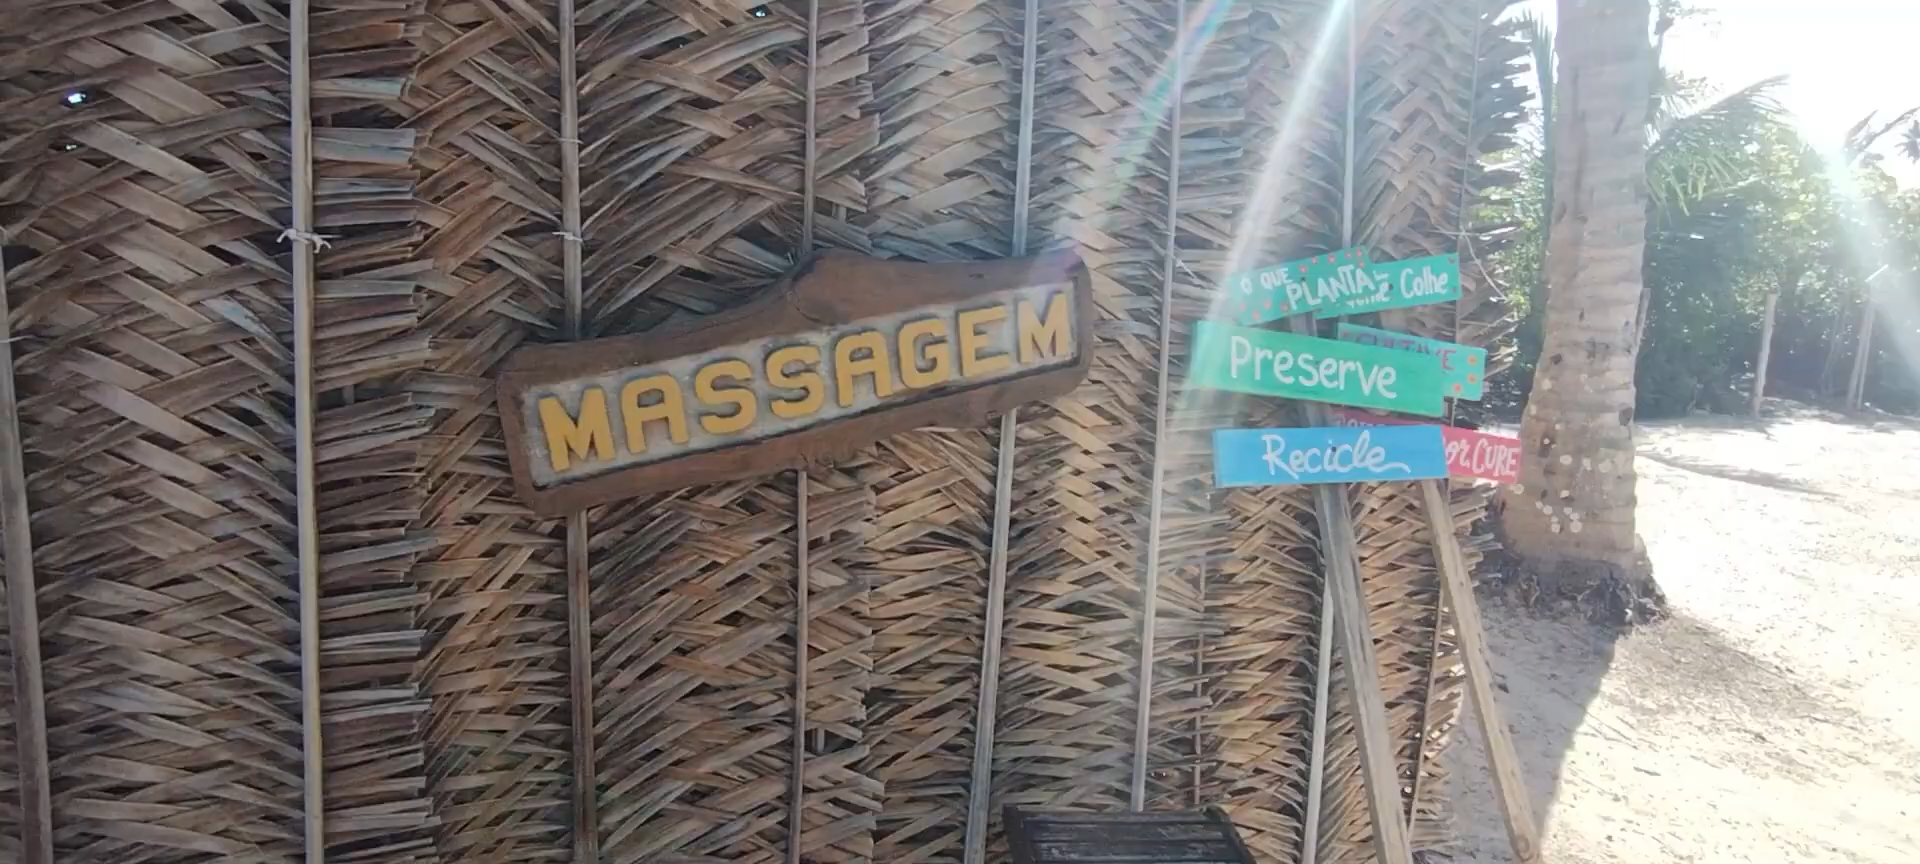 MASSAGEM
O QUE
PLANTA
Colhe
Preserve
Recicle
CURE